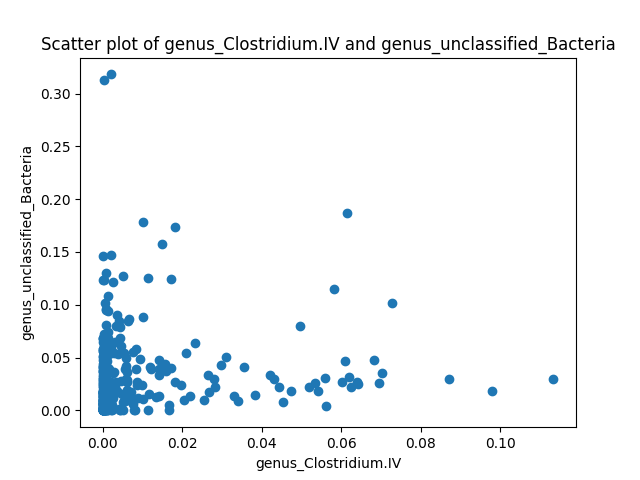 Scatter plot of genus_Clostridium.IV and genus_unclassified_Bacteria
0.30
0.25
0.20
0.15
0.10
0.05
0.00
genus_unclassified_Bacteria
0.00 0.02 0.04 0.06 0.08 0.10
genus_Clostridium.IV